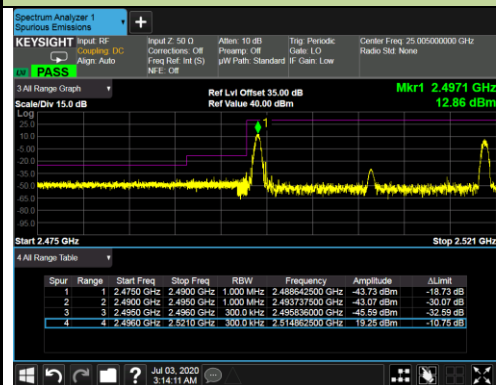 Spectrum Analyzer 1
Spurious Emissions
+
KEYSIGHT
Input: RF
Coupling: DC
Align: Auto
Input Z: 50 Ω
Corrections: Off
Freq Ref: Int (S)
NFE: Off
Atten: 10 dB
Preamp: Off
µW Path: Standard
Trig: Periodic
Gate: LO
IF Gain: Low
Center Freq: 25.005000000 GHz
Radio Std: None
LXI PASS
3 All Range Graph
Scale/Div 15.0 dB
Ref Lvl Offset 35.00 dB
Ref Value 40.00 dBm
Mkr1 2.4971 GHz
12.86 dBm
Log
25.0
10.0
-5.00
-20.0
-35.0
-50.0
-65.0
-80.0
-95.0
1
Start 2.475 GHz
Stop 2.521 GHz
4 All Range Table
Spur Range Start Freq Stop Freq RBW Frequency Amplitude ΔLimit
1 1 2.4750 GHz 2.4900 GHz 1.000 MHz 2.488642500 GHz -43.73 dBm -18.73 dB
2 2 2.4900 GHz 2.4950 GHz 1.000 MHz 2.493737500 GHz -43.07 dBm -30.07 dB
3 3 2.4950 GHz 2.4960 GHz 300.0 kHz 2.495836000 GHz -45.59 dBm -32.59 dB
4 4 2.4960 GHz 2.5210 GHz 300.0 kHz 2.514862500 GHz 19.25 dBm -10.75 dB
?
Jul 03, 2020
3:14:11 AM